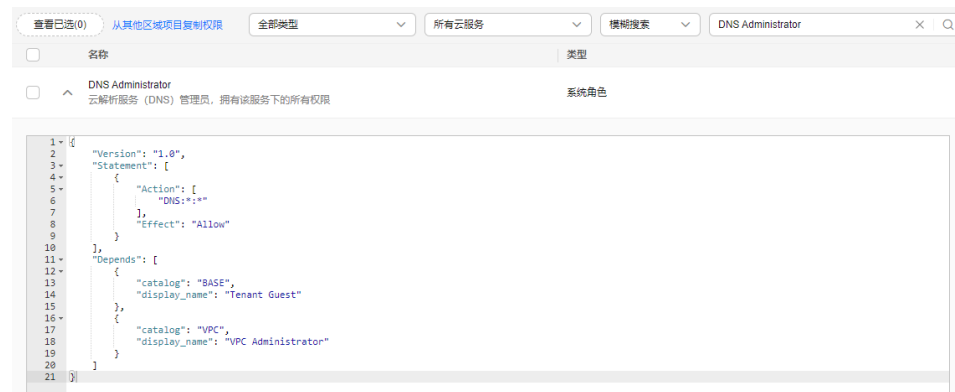 查看已选(0) 从其他区域项目复制权限 全部类型 所有云服务 模糊搜索 DNS Administrator
名称 类型
DNS Administrator
云解析服务（DNS）管理员，拥有该服务下的所有权限 系统角色
1 {
2 "Version": "1.0",
3 "Statement": [
4 {
5 "Action": [
6 "DNS:*:*"
7 ],
8 "Effect": "Allow"
9 }
10 ],
11 "Depends": [
12 {
13 "catalog": "BASE",
14 "display_name": "Tenant Guest"
15 },
16 {
17 "catalog": "VPC",
18 "display_name": "VPC Administrator"
19 }
20 ]
21 }